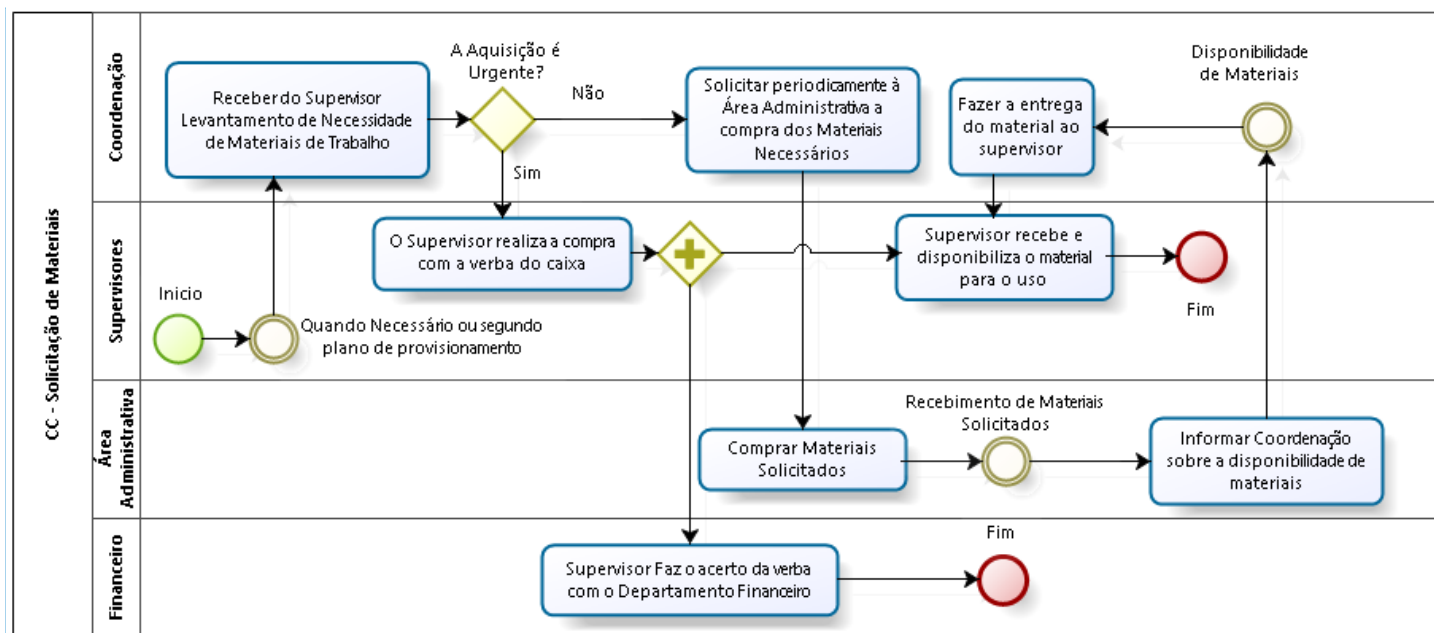 CC - Solicitação de Materiais
Coordenação
Receber do Supervisor
Levantamento de Necessidade
de Materiais de Trabalho
A Aquisição é
Urgente?
Não
Sim
Solicitar periodicamente à
Área Administrativa a
compra dos Materiais
Necessários
Fazer a entrega
do material ao
supervisor
Disponibilidade
de Materiais
Supervisores
Inicio
Quando Necessário ou segundo
plano de provisionamento
O Supervisor realiza a compra
com a verba do caixa
Supervisor recebe e
disponibiliza o material
para o uso
Fim
Área
Administrativa
Comprar Materiais
Solicitados
Recebimento de Materiais
Solicitados
Informar Coordenação
sobre a disponibilidade de
materiais
Financeiro
Supervisor Faz o acerto da verba
com o Departamento Financeiro
Fim